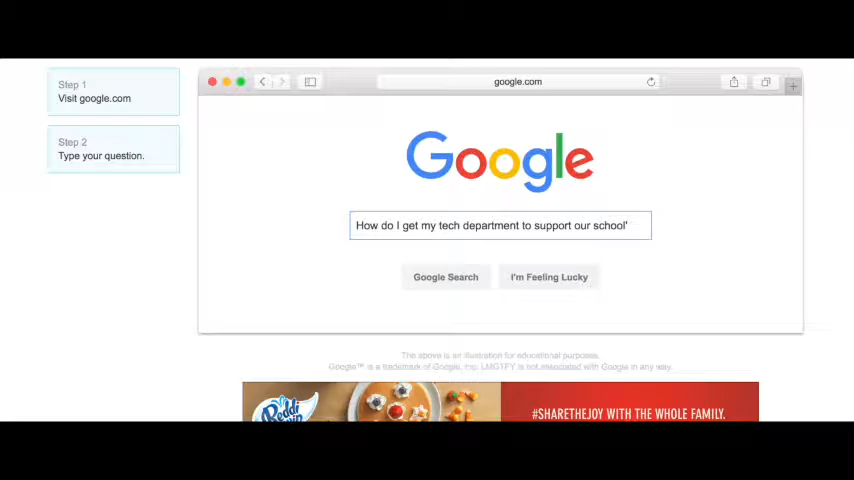 Step 1
Visit google.com
Step 2
Type your question.
google.com
Google
How do I get my tech department to support our school'
Google Search
I'm Feeling Lucky
The above is an illustration for educational purposes.
Google™ is a trademark of Google, Inc. LMGTFY is not associated with Google in any way.
Reddi
#SHARETHEJOY WITH THE WHOLE FAMILY.